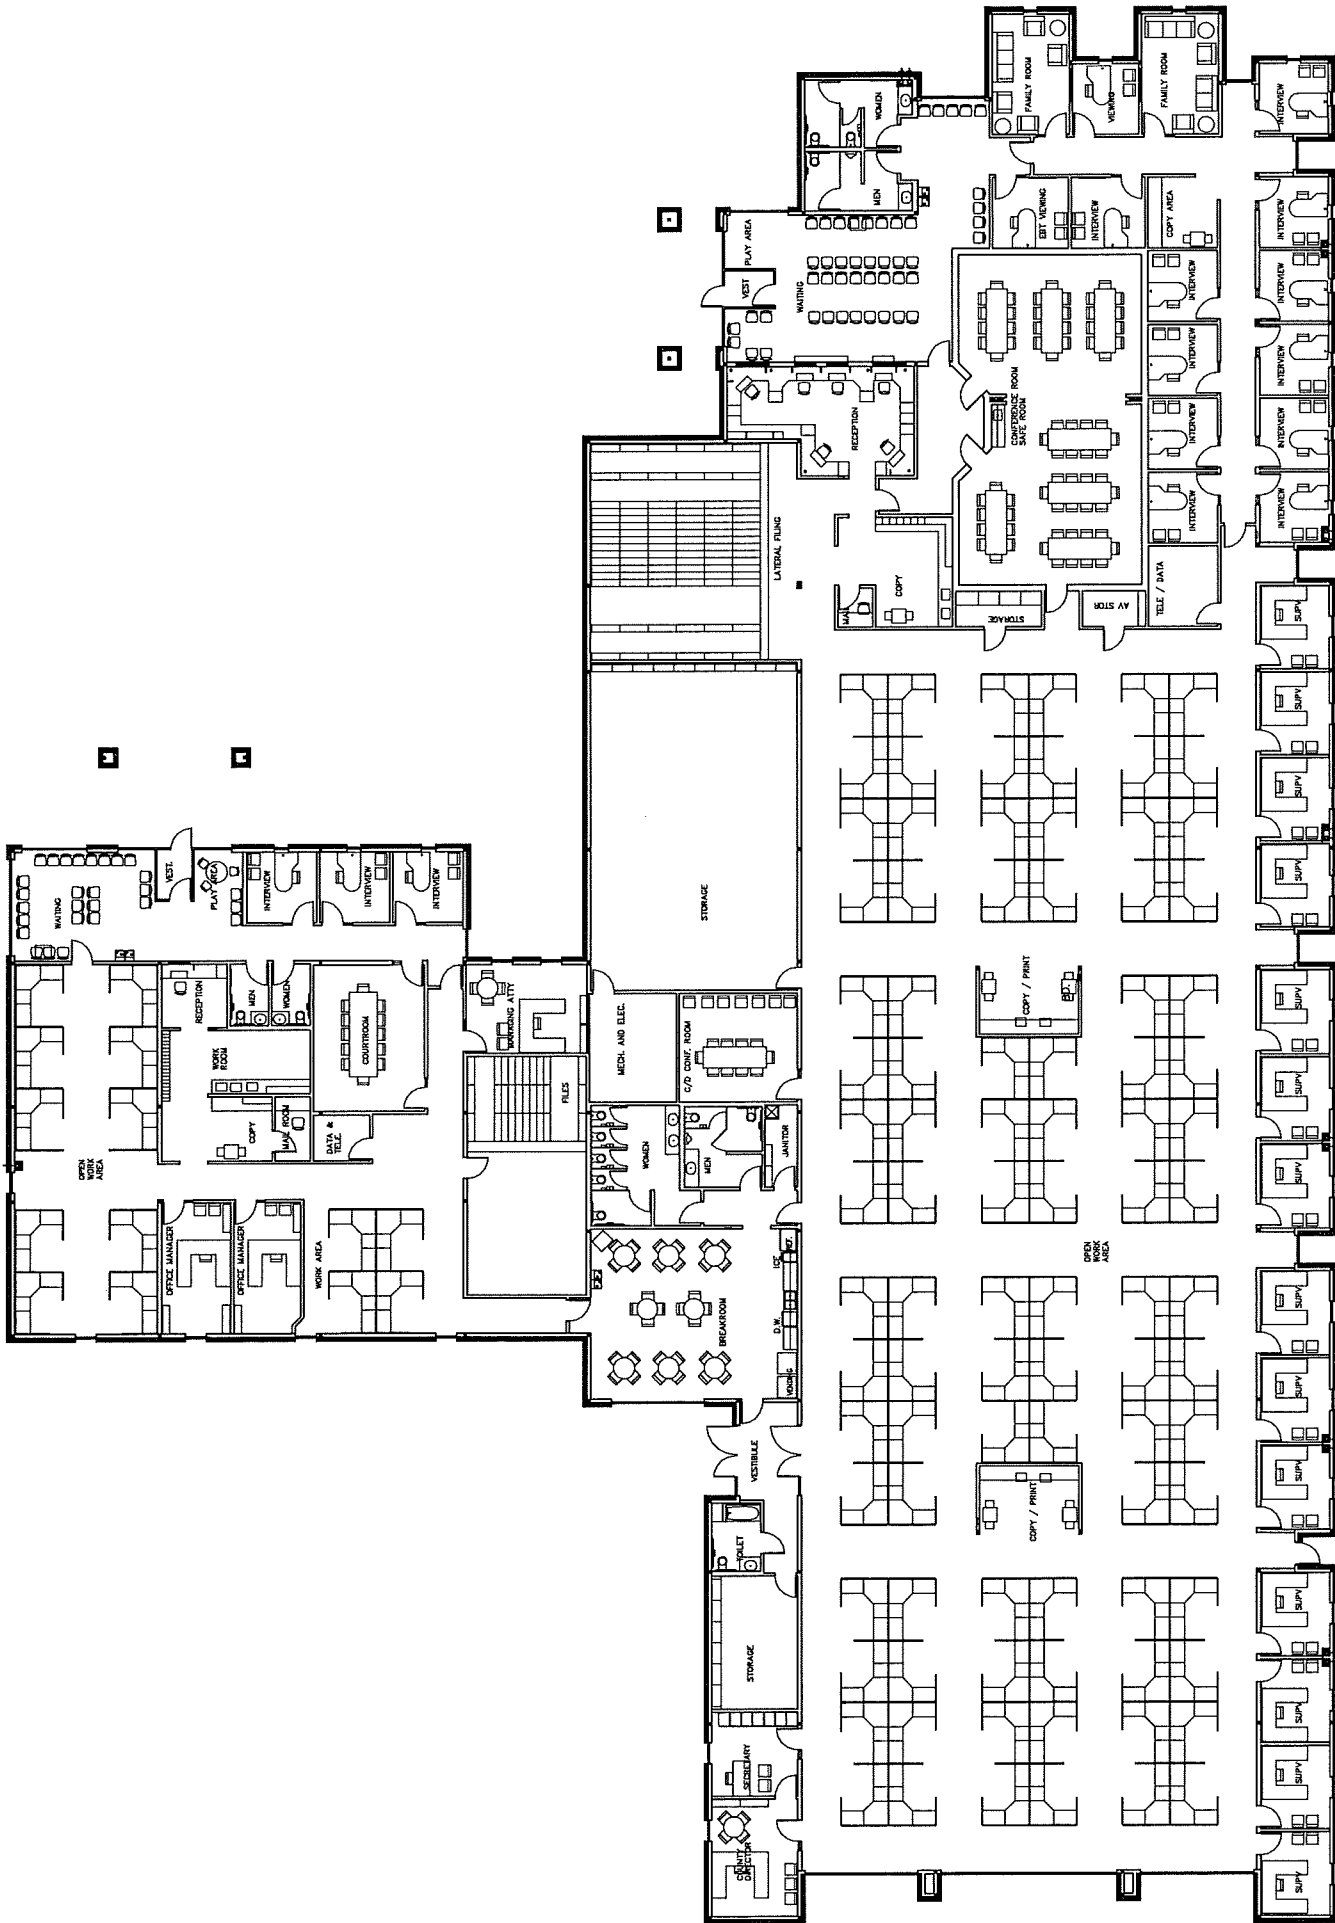 FAMILY ROOM
VIEWING
FAMILY ROOM
INTERVIEW
WOMEN
MEN
EBT VIEWING
INTERVIEW
COPY AREA
INTERVIEW
PLAY AREA
VEST
WAITING
INTERVIEW
INTERVIEW
INTERVIEW
INTERVIEW
RECEPTION
CONFERENCE ROOM
SAFE ROOM
INTERVIEW
INTERVIEW
INTERVIEW
INTERVIEW
LATERAL FILING
COPY
MAIL
STORAGE
AV STOR
TELE / DATA
SUPV
SUPV
SUPV
SUPV
STORAGE
WAITING
VEST.
PLAY AREA
INTERVIEW
INTERVIEW
INTERVIEW
RECEPTION
MEN
WOMEN
COURTROOM
MANAGING ATTY
MECH. AND ELEC.
C/D CONF. ROOM
COPY / PRINT
B.D.
SUPV
SUPV
SUPV
WORK
ROOM
COPY
MAIL ROOM
DATA &
TELE.
FILES
WOMEN
MEN
JANITOR
OPEN
WORK
AREA
OFFICE MANAGER
OFFICE MANAGER
WORK AREA
BREAKROOM
REF.
ICE
D.W.
VENDING
OPEN
WORK
AREA
SUPV
SUPV
SUPV
VESTIBULE
COPY / PRINT
TOILET
STORAGE
SECRETARY
COUNTY
DIRECTOR
SUPV
SUPV
SUPV
SUPV